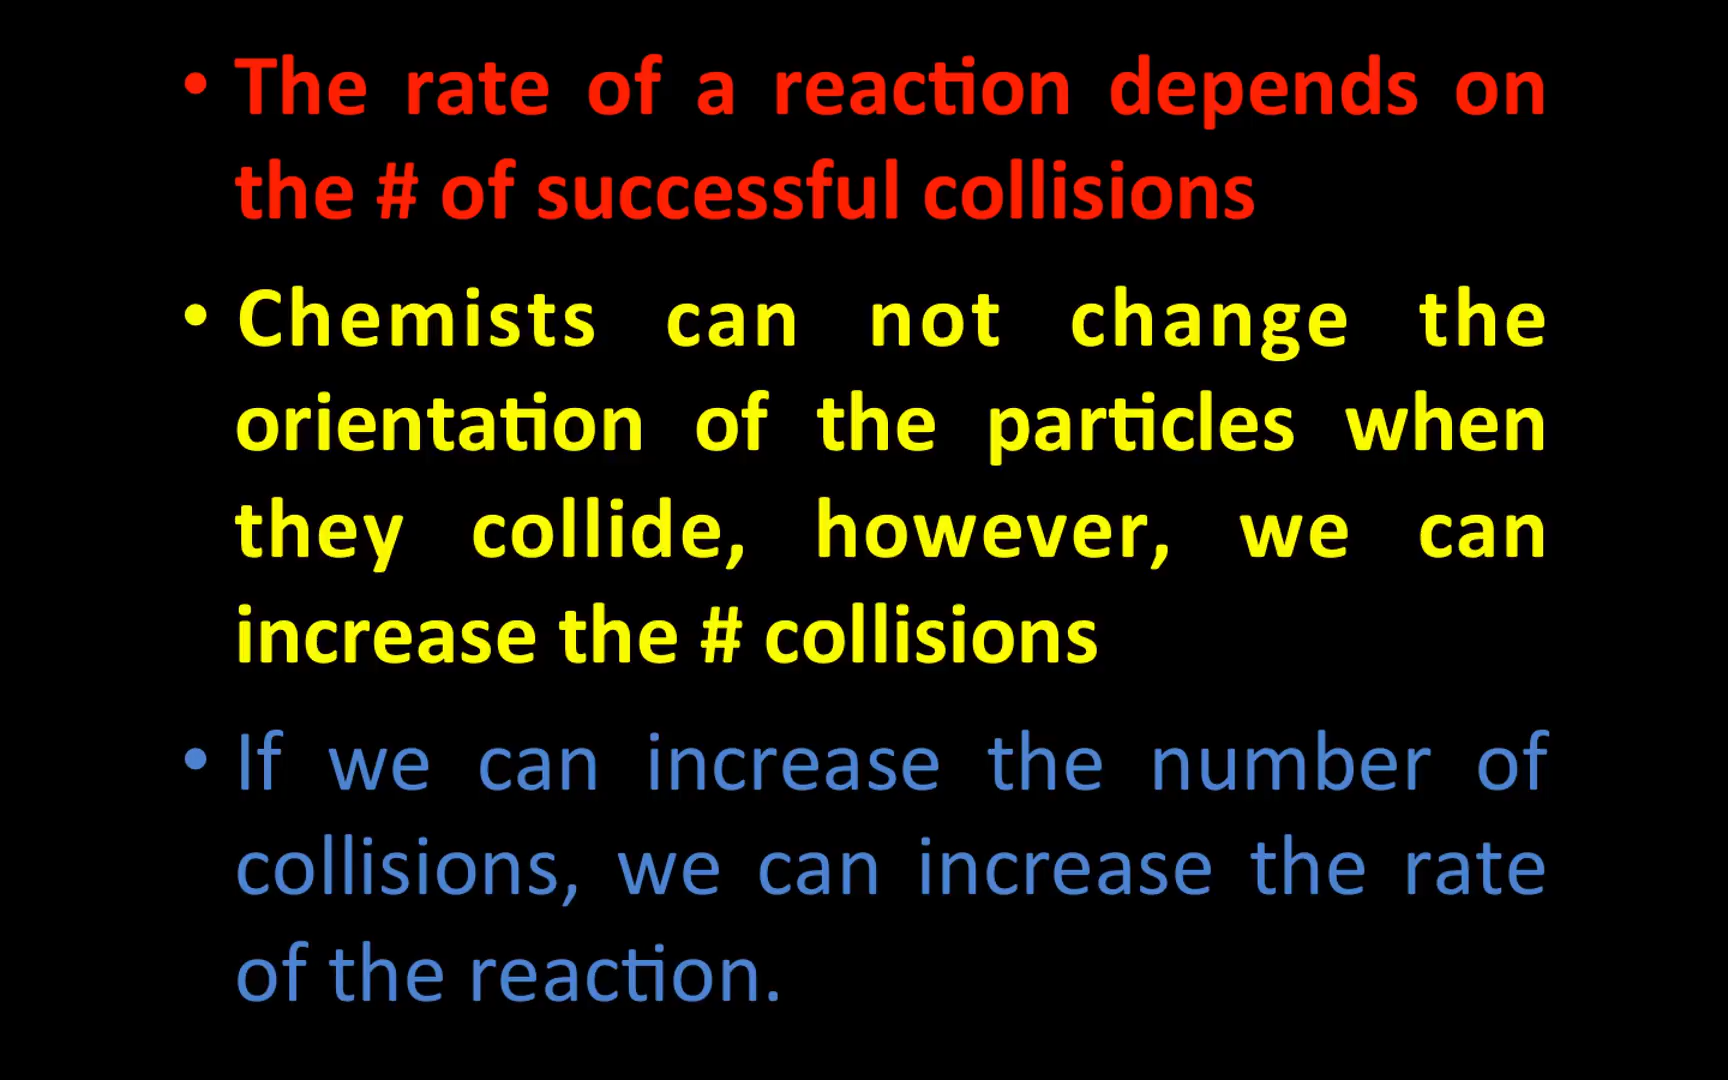 • The rate of a reaction depends on
the # of successful collisions
• Chemists can not change the
orientation of the particles when
they collide, however, we can
increase the # collisions
• If we can increase the number of
collisions, we can increase the rate
of the reaction.